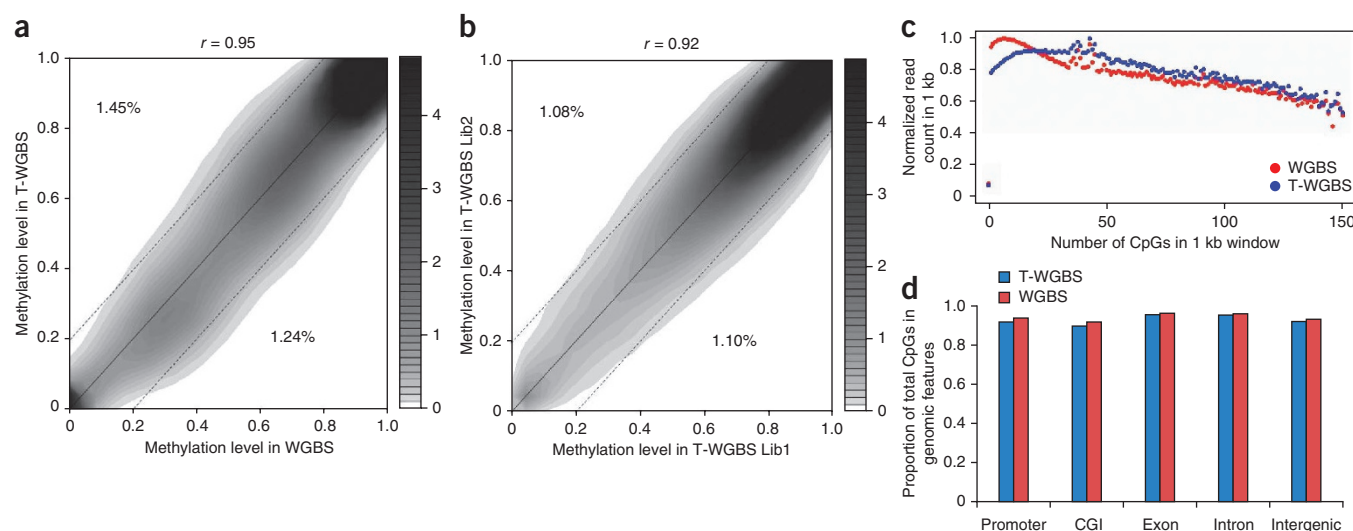 a
r = 0.95
Methylation level in T-WGBS
1.0
0.8
0.6
0.4
0.2
0
1.45%
1.24%
0
0.2
0.4
0.6
0.8
1.0
Methylation level in WGBS
4
3
2
1
0
b
r = 0.92
Methylation level in T-WGBS Lib2
1.0
0.8
0.6
0.4
0.2
0
1.08%
1.10%
0
0.2
0.4
0.6
0.8
1.0
Methylation level in T-WGBS Lib1
4
3
2
1
0
c
Normalized read
count in 1 kb
1.0
0.8
0.6
0.4
0.2
0
WGBS
T-WGBS
0
50
100
150
Number of CpGs in 1 kb window
d
T-WGBS
WGBS
Proportion of total CpGs in
genomic features
1.0
0.8
0.6
0.4
0.2
0
Promoter
CGI
Exon
Intron
Intergenic